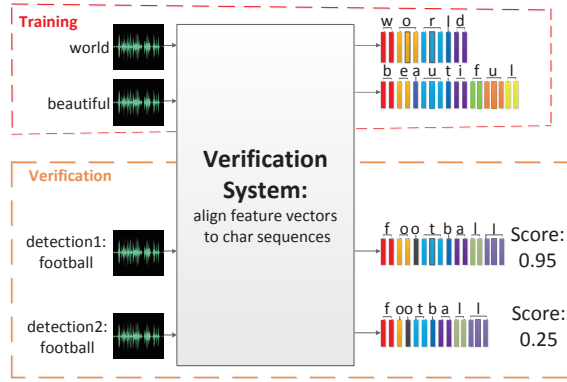 Training
world
w o r l d
beautiful
b e a u t i f u l
Verification
System:
align feature vectors
to char sequences
Verification
detection1:
football
f oo t b a l l
Score:
0.95
detection2:
football
f oo t b a l l
Score:
0.25